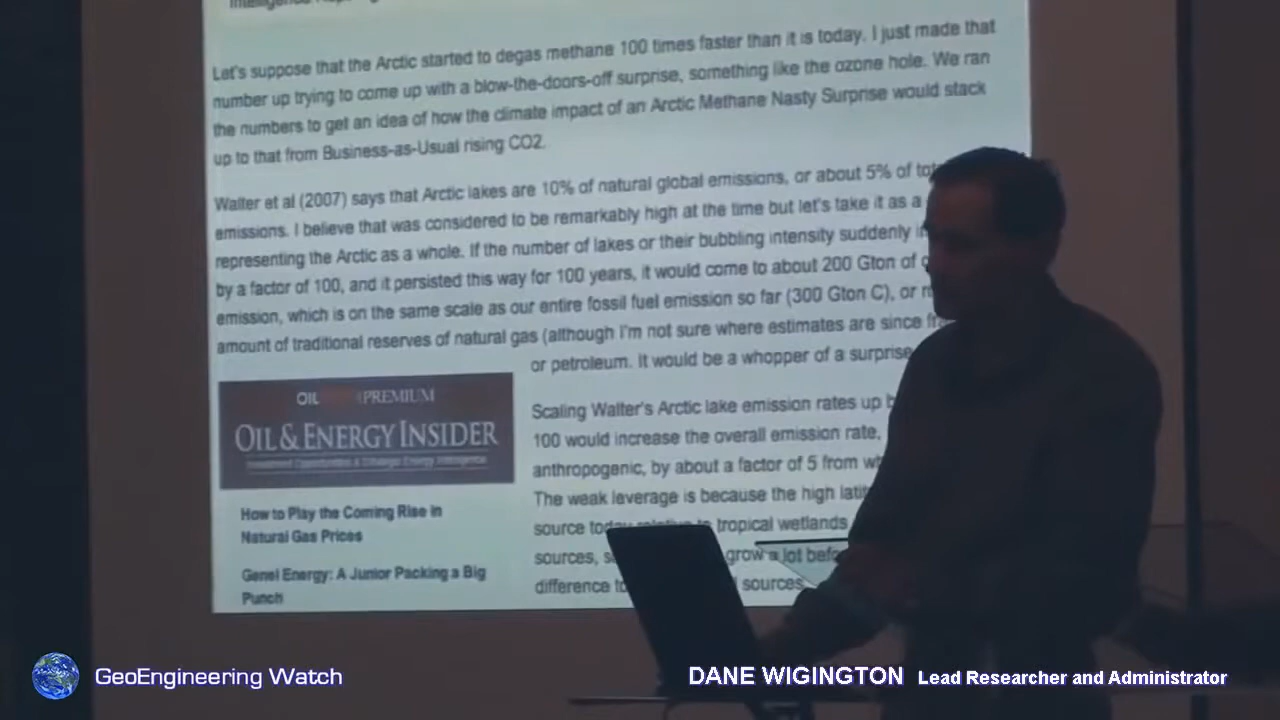 Let's suppose that the Arctic started to degas methane 100 times faster than it is today. I just made that
number up trying to come up with a blow-the-doors-off surprise, something like the ozone hole. We ran
the numbers to get an idea of how the climate impact of an Arctic Methane Nasty Surprise would stack
up to that from Business-as-Usual rising CO2.
Walter et al (2007) says that Arctic lakes are 10% of natural global emissions, or about 5% of
emissions. I believe that was considered to be remarkably high at the time but let's take it as a
representing the Arctic as a whole. If the number of lakes or their bubbling intensity suddenly
by a factor of 100, and it persisted this way for 100 years, it would come to about 200 Gton of
emission, which is on the same scale as our entire fossil fuel emission so far (300 Gton C), or
amount of traditional reserves of natural gas (although I'm not sure where estimates are since
or petroleum. It would be a whopper of a surprise
Scaling Walter's Arctic lake emission rates up
100 would increase the overall emission rate,
anthropogenic, by about a factor of 5 from
The weak leverage is because the high
source tropical wetlands
sources, grow a lot
difference sources
OIL PREMIUM
OIL & ENERGY INSIDER
How to Play the Coming Rise in
Natural Gas Prices
Genel Energy: A Junior Packing a Big
Punch
GeoEngineering Watch
DANE WIGINGTON Lead Researcher and Administrator